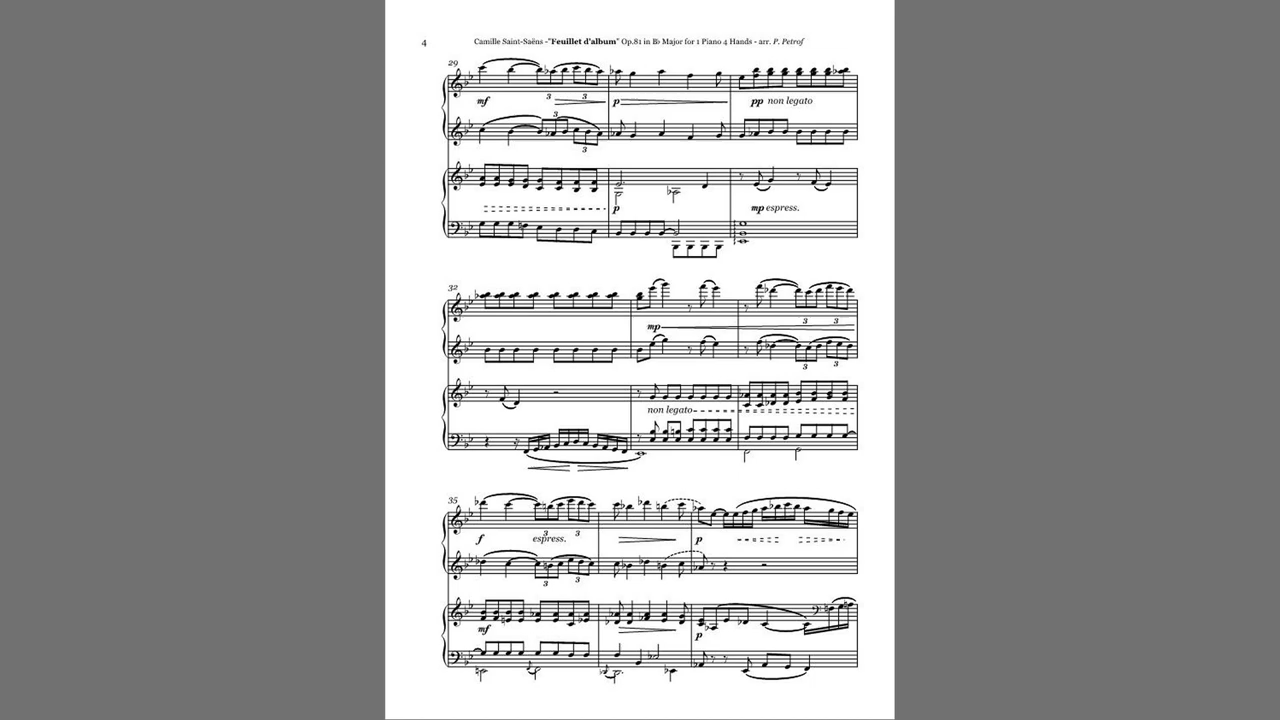 4
Camille Saint-Saëns -"Feuillet d'album" Op.81 in B♭ Major for 1 Piano 4 Hands - arr. P. Petrof
29
mf
3
3
p
pp non legato
3
3
p
mp espress.
32
mp
3
3
3
3
non legato
35
3
3
f
espress.
p
3
3
mf
p